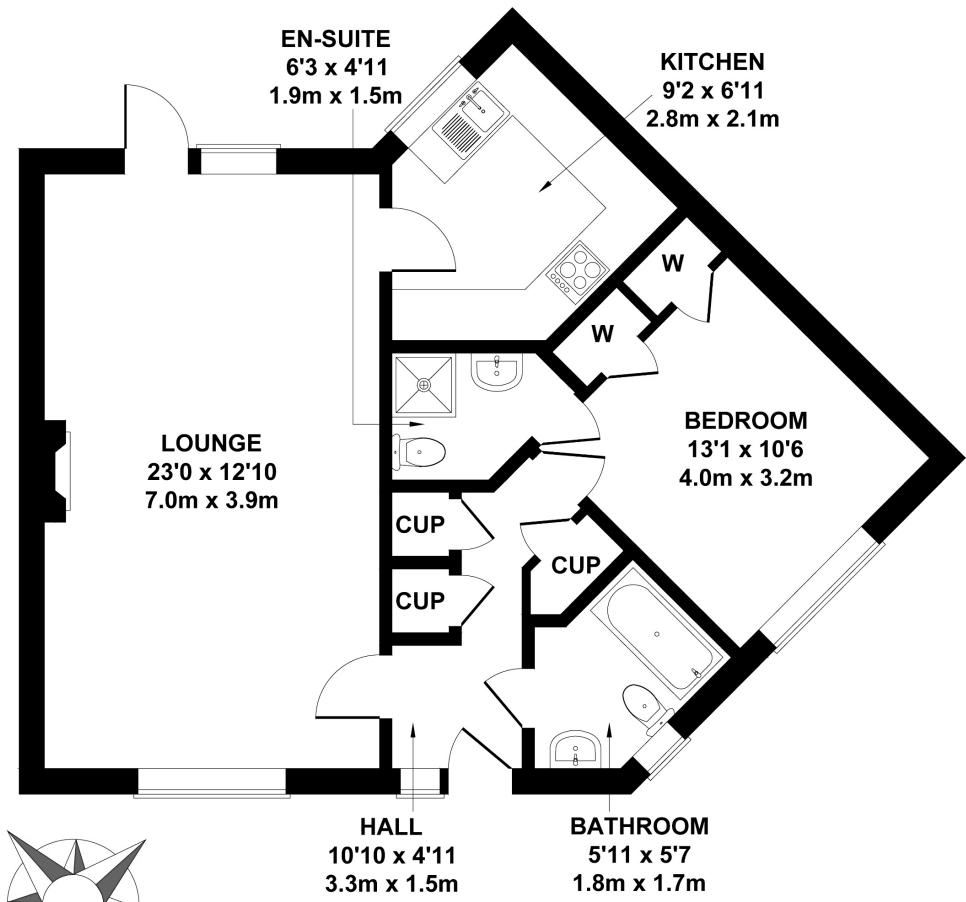 EN-SUITE
6'3 x 4'11
1.9m x 1.5m
KITCHEN
9'2 x 6'11
2.8m x 2.1m
W
W
LOUNGE
23'0 x 12'10
7.0m x 3.9m
BEDROOM
13'1 x 10'6
4.0m x 3.2m
CUP
CUP
CUP
HALL
10'10 x 4'11
3.3m x 1.5m
BATHROOM
5'11 x 5'7
1.8m x 1.7m